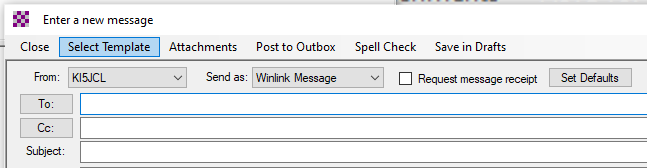 Enter a new message
Close Select Template Attachments Post to Outbox Spell Check Save in Drafts
From: KI5JCL Send as: Winlink Message Request message receipt Set Defaults
To:
Cc:
Subject: